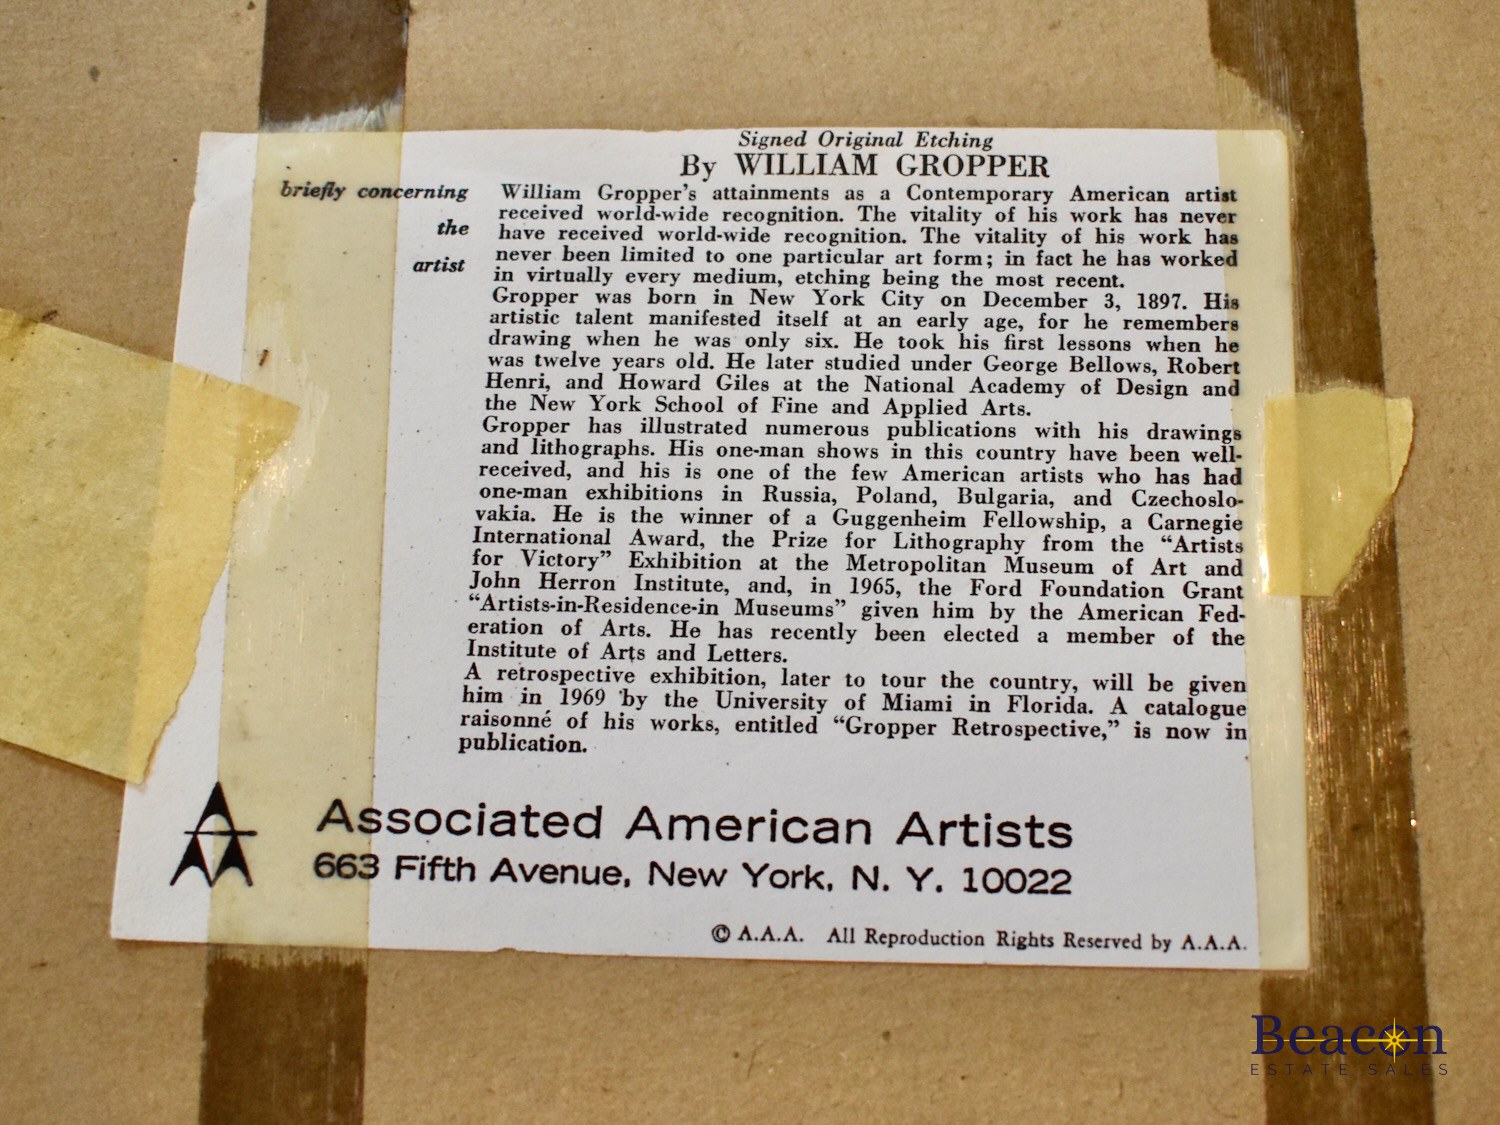 Signed Original Etching
By WILLIAM GROPPER
briefly concerning
the
artist
William Gropper's attainments as a Contemporary American artist
received world-wide recognition. The vitality of his work has never
have received world-wide recognition. The vitality of his work has
never been limited to one particular art form; in fact he has worked
in virtually every medium, etching being the most recent.
Gropper was born in New York City on December 3, 1897. His
artistic talent manifested itself at an early age, for he remembers
drawing when he was only six. He took his first lessons when he
was twelve years old. He later studied under George Bellows, Robert
Henri, and Howard Giles at the National Academy of Design and
the New York School of Fine and Applied Arts.
Gropper has illustrated numerous publications with his drawings
and lithographs. His one-man shows in this country have been well-
received, and his is one of the few American artists who has had
one-man exhibitions in Russia, Poland, Bulgaria, and Czechoslo-
vakia. He is the winner of a Guggenheim Fellowship, a Carnegie
International Award, the Prize for Lithography from the “Artists
for Victory” Exhibition at the Metropolitan Museum of Art and
John Herron Institute, and, in 1965, the Ford Foundation Grant
“Artists-in-Residence-in Museums” given him by the American Fed-
eration of Arts. He has recently been elected a member of the
Institute of Arts and Letters.
A retrospective exhibition, later to tour the country, will be given
him in 1969 by the University of Miami in Florida. A catalogue
raisonné of his works, entitled “Gropper Retrospective,” is now in
publication.
Associated American Artists
663 Fifth Avenue, New York, N. Y. 10022
© A.A.A. All Reproduction Rights Reserved by A.A.A.
Beacon
ESTATE SALES